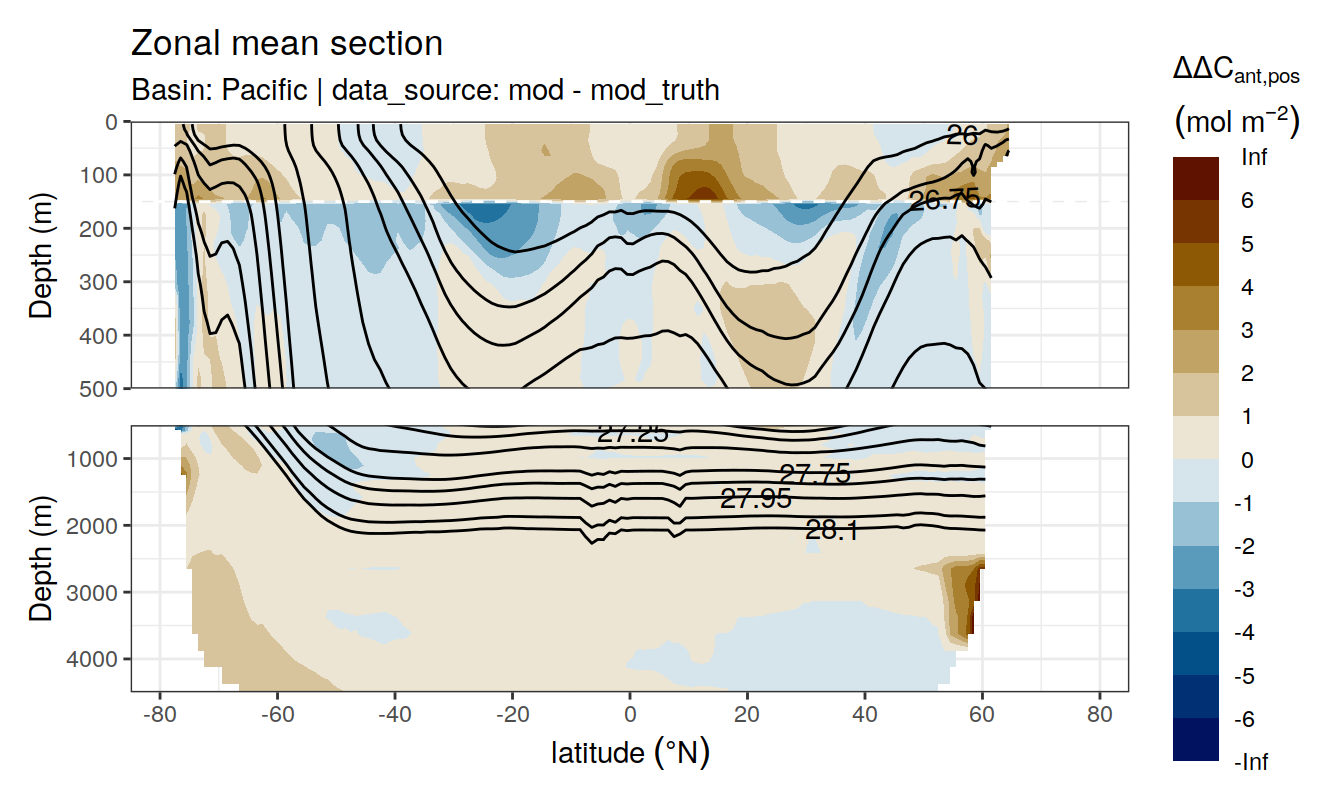 Zonal mean section
Basin: Pacific | data_source: mod - mod_truth
ΔΔC ant,pos
(mol m⁻²)
Inf
6
5
4
3
2
1
0
-1
-2
-3
-4
-5
-6
-Inf
Depth (m)
0
100
200
300
400
500
26
26.75
Depth (m)
1000
2000
3000
4000
27.25
27.75
27.95
28.1
-80 -60 -40 -20 0 20 40 60 80
latitude (°N)